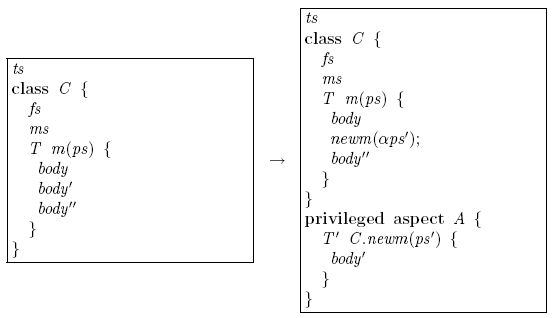 ts
class C {
fs
ms
T m(ps) {
body
body′
body″
}
}
→
ts
class C {
fs
ms
T m(ps) {
body
newm(αps′);
body″
}
}
privileged aspect A {
T′ C.newm(ps′) {
body′
}
}